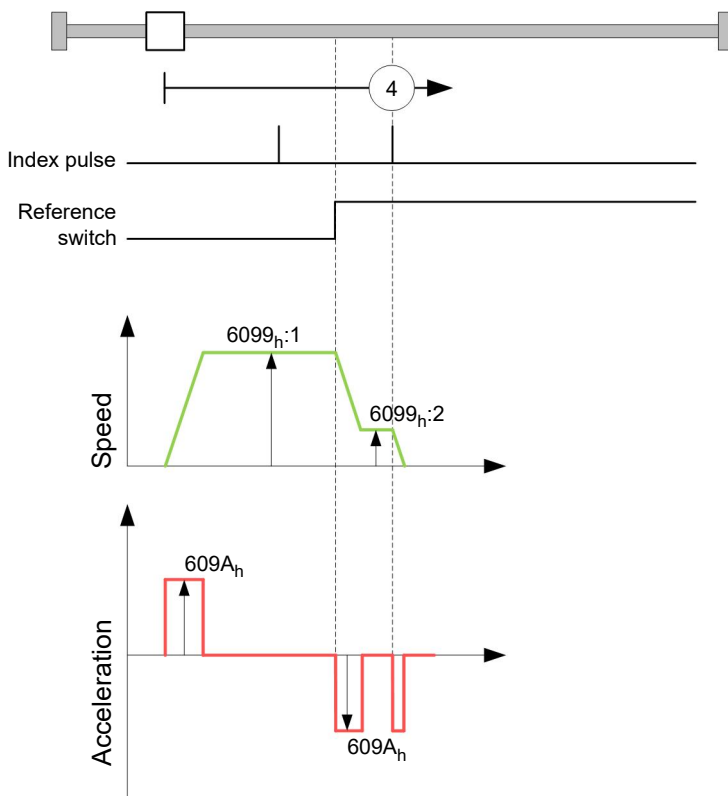 4
Index pulse
Reference
switch
6099h:1
6099h:2
Speed
609Ah
609Ah
Acceleration